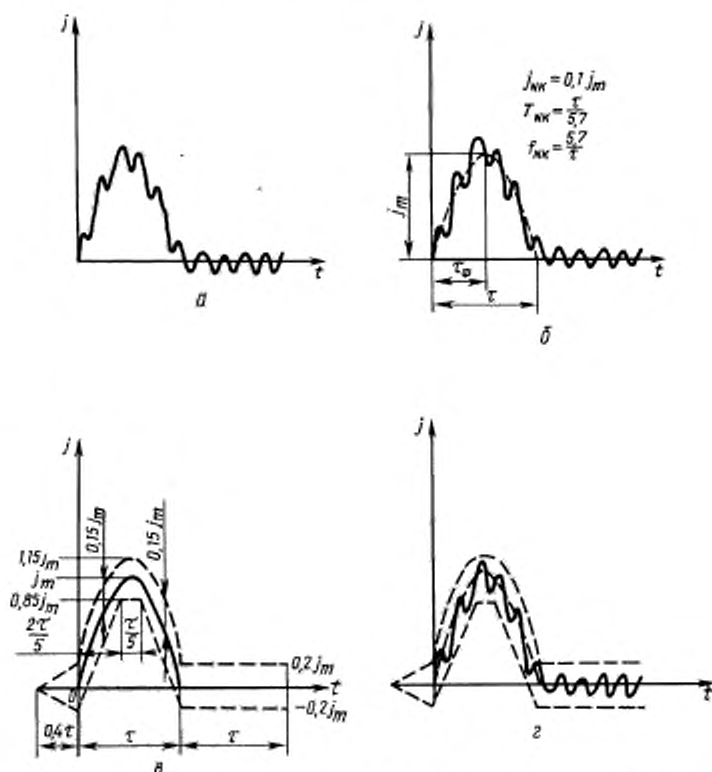 j
t
а
j
j_нк = 0,1 j_m
T_нк = τ/5,7
f_нк = 5,7/τ
j_m
τ_ф
τ
t
б
j
0,15 j_m
0,15 j_m
1,15 j_m
j_m
0,85 j_m
2τ/5
τ/5
0,2 j_m
0
t
−0,2 j_m
0,4τ
τ
τ
в
j
t
г